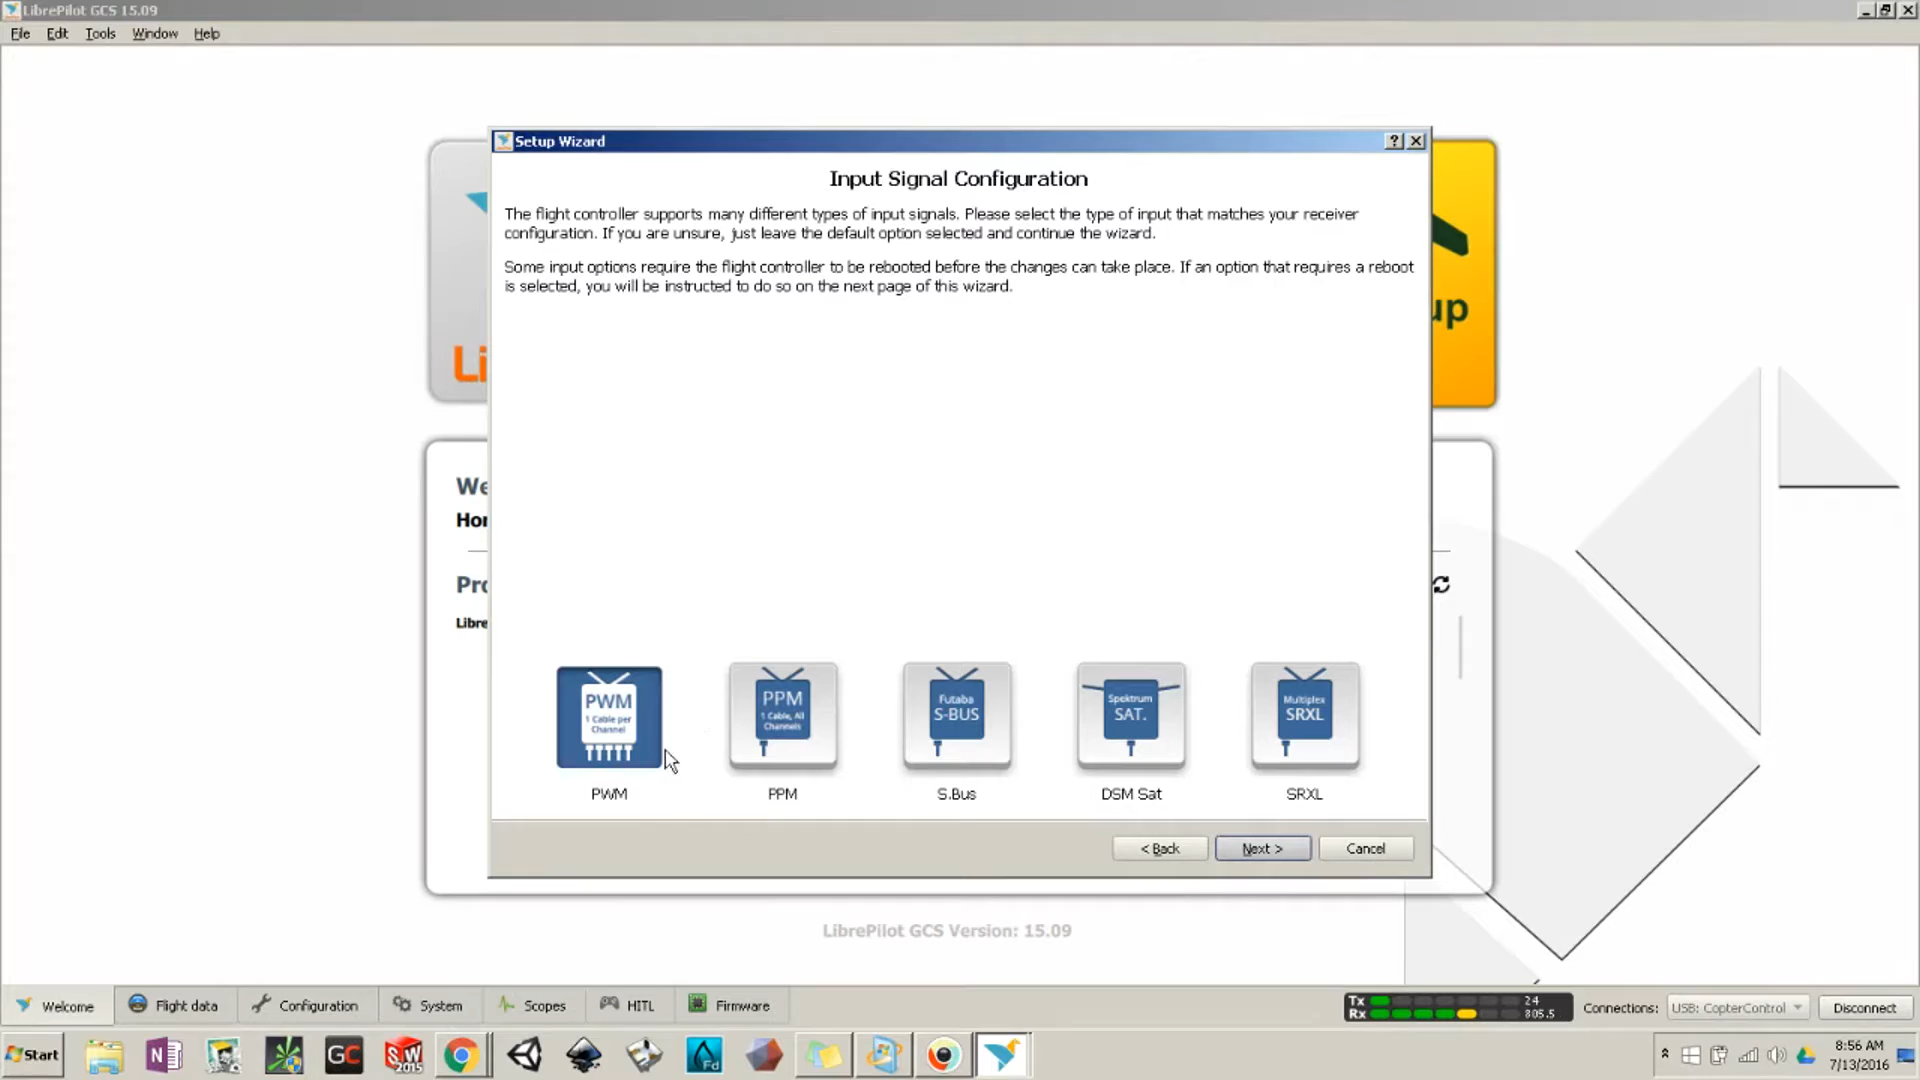 LibrePilot GCS 15.09
File Edit Tools Window Help
Setup Wizard
Input Signal Configuration
The flight controller supports many different types of input signals. Please select the type of input that matches your receiver
configuration. If you are unsure, just leave the default option selected and continue the wizard.
Some input options require the flight controller to be rebooted before the changes can take place. If an option that requires a reboot
is selected, you will be instructed to do so on the next page of this wizard.
Li
up
We
Hor
Pro
Libre
PWM
1 Cable per
Channel
PPM
1 Cable, All
Channels
Futaba
S-BUS
Spektrum
SAT.
Multiplex
SRXL
PWM PPM S.Bus DSM Sat SRXL
< Back Next > Cancel
LibrePilot GCS Version: 15.09
Welcome Flight data Configuration System Scopes HITL Firmware
Tx 24
Rx 805.5
Connections: USB: CopterControl Disconnect
Start
GC
SW
2015
Fd
8:56 AM
7/13/2016